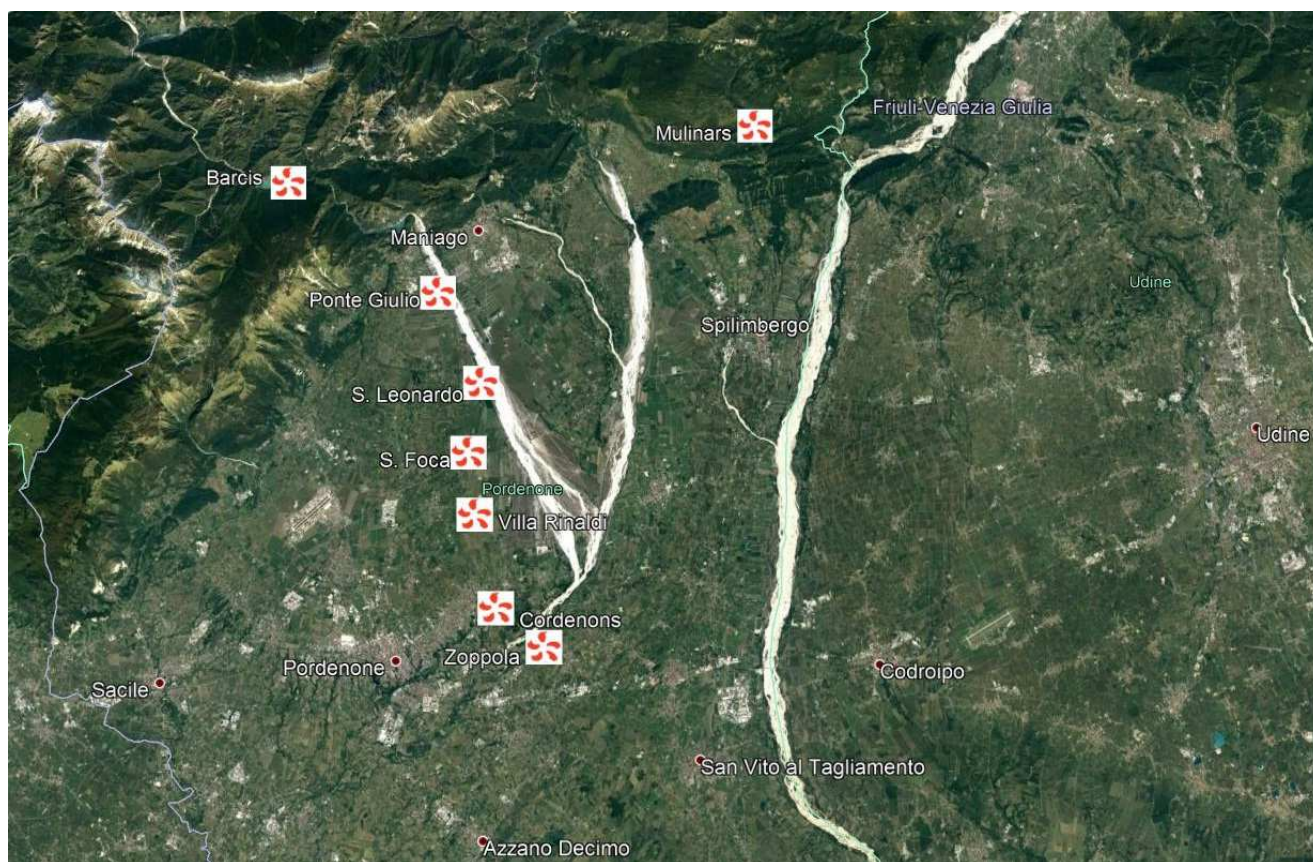 Friuli-Venezia Giulia
Mulinars
Barcis
Maniago
Udine
Ponte Giulio
Spilimbergo
S. Leonardo
Udine
S. Foca
Pordenone
Villa Rinaldi
Cordenons
Zoppola
Pordenone
Codroipo
Sacile
San Vito al Tagliamento
Azzano Decimo